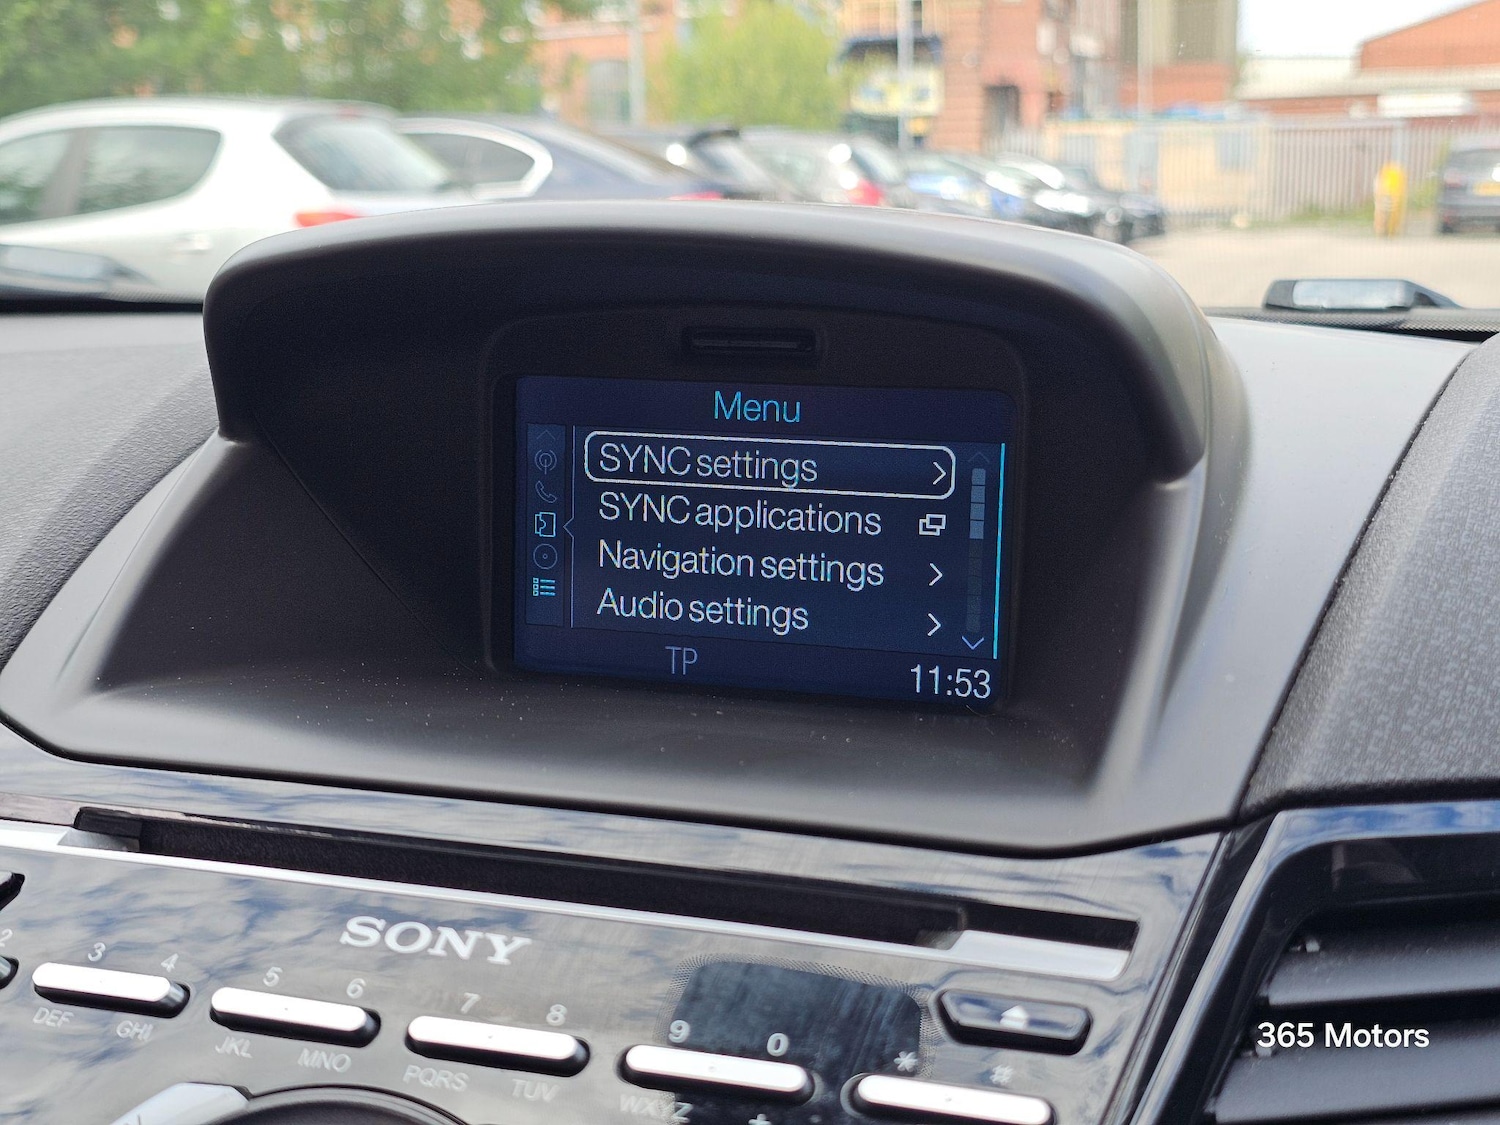 Menu
SYNC settings
SYNC applications
Navigation settings
Audio settings
TP
11:53
SONY
2 3 4 5 6 7 8 9 0 * #
DEF GHI JKL MNO PQRS TUV WXYZ +
365 Motors